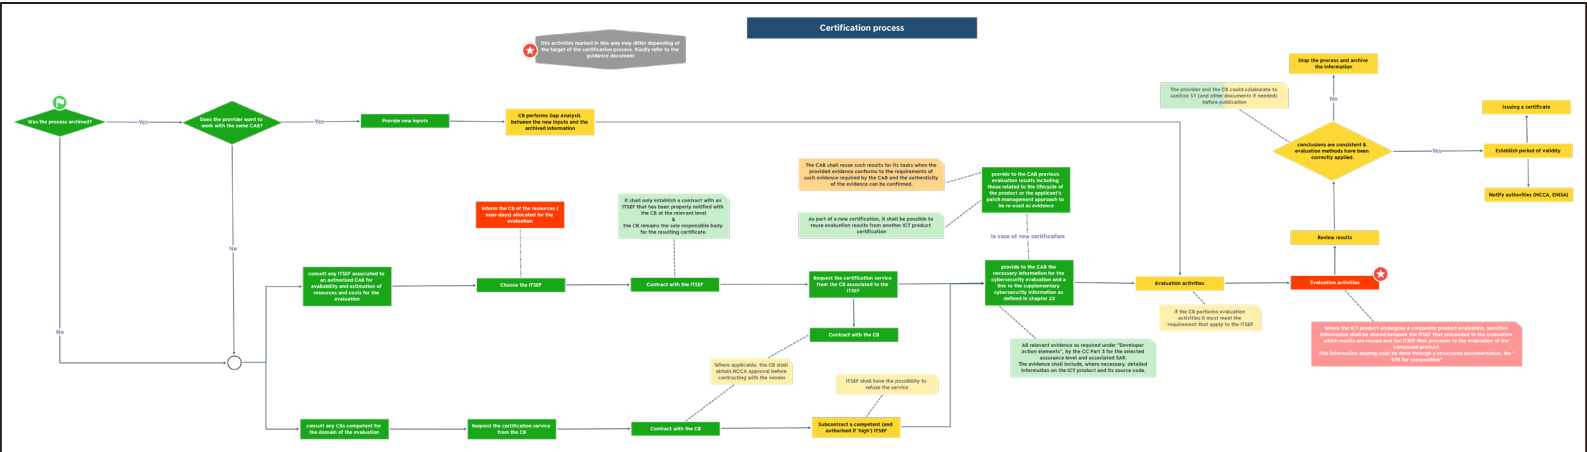 Certification process
This activities marked in this way may differ depending of
the target of the certification process. Kindly refer to the
guidance document
Stop the process and archive
the information
The provider and the CB could colaborate to
sanitize ST (and other documents if needed)
before publication
No
Issuing a certificate
Was the process archived?
Yes
Does the provider want to
work with the same CAB?
Yes
Provide new inputs
CB performs Gap Analysis
between the new inputs and the
archived information
conclusions are consistent &
evaluation methods have been
correctly applied.
Yes
Establish period of validity
Notify authorities (NCCA, ENISA)
The CAB shall reuse such results for its tasks when the
provided evidence conforms to the requirements of
such evidence required by the CAB and the authenticity
of the evidence can be confirmed.
provide to the CAB previous
evaluation results including
those related to the lifecycle of
the product or the applicant's
patch management approach to
be re-used as evidence
As part of a new certification, it shall be possible to
reuse evaluation results from another ICT product
certification
In case of new certification
Inform the CB of the resources (
man-days) allocated for the
evaluation
It shall only establish a contract with an
ITSEF that has been properly notified with
the CB at the relevant level
&
the CB remains the sole responsible body
for the resulting certificate.
No
Review results
consult any ITSEF associated to
an authorised CAB for
availability and estimation of
resources and costs for the
evaluation
Choose the ITSEF
Contract with the ITSEF
Request the certification service
from the CB associated to the
ITSEF
provide to the CAB the
necessary information for the
cybersecurity evaluation and a
link to the supplementary
cybersecurity information as
defined in chapter 23
Evaluation activities
Evaluation activities
if the CB performs evaluation
activities it must meet the
requirement that apply to the ITSEF
No
Contract with the CB
Where the ICT product undergoes a composite product evaluation, sensitive
information shall be shared between the ITSEF that proceeded to the evaluation
which results are reused and the ITSEF that proceeds to the evaluation of the
composed product.
This information sharing shall be done through a structured documentation, the "
ETR for composition"
All relevant evidence as required under "Developer
action elements", by the CC Part 3 for the selected
assurance level and associated SAR.
The evidence shall include, where necessary, detailed
information on the ICT product and its source code.
Where applicable, the CB shall
obtain NCCA approval before
contracting with the vendor
ITSEF shall have the possibility to
refuse the service
consult any CBs competent for
the domain of the evaluation
Request the certification service
from the CB
Contract with the CB
Subcontract a competent (and
authorised if 'high') ITSEF